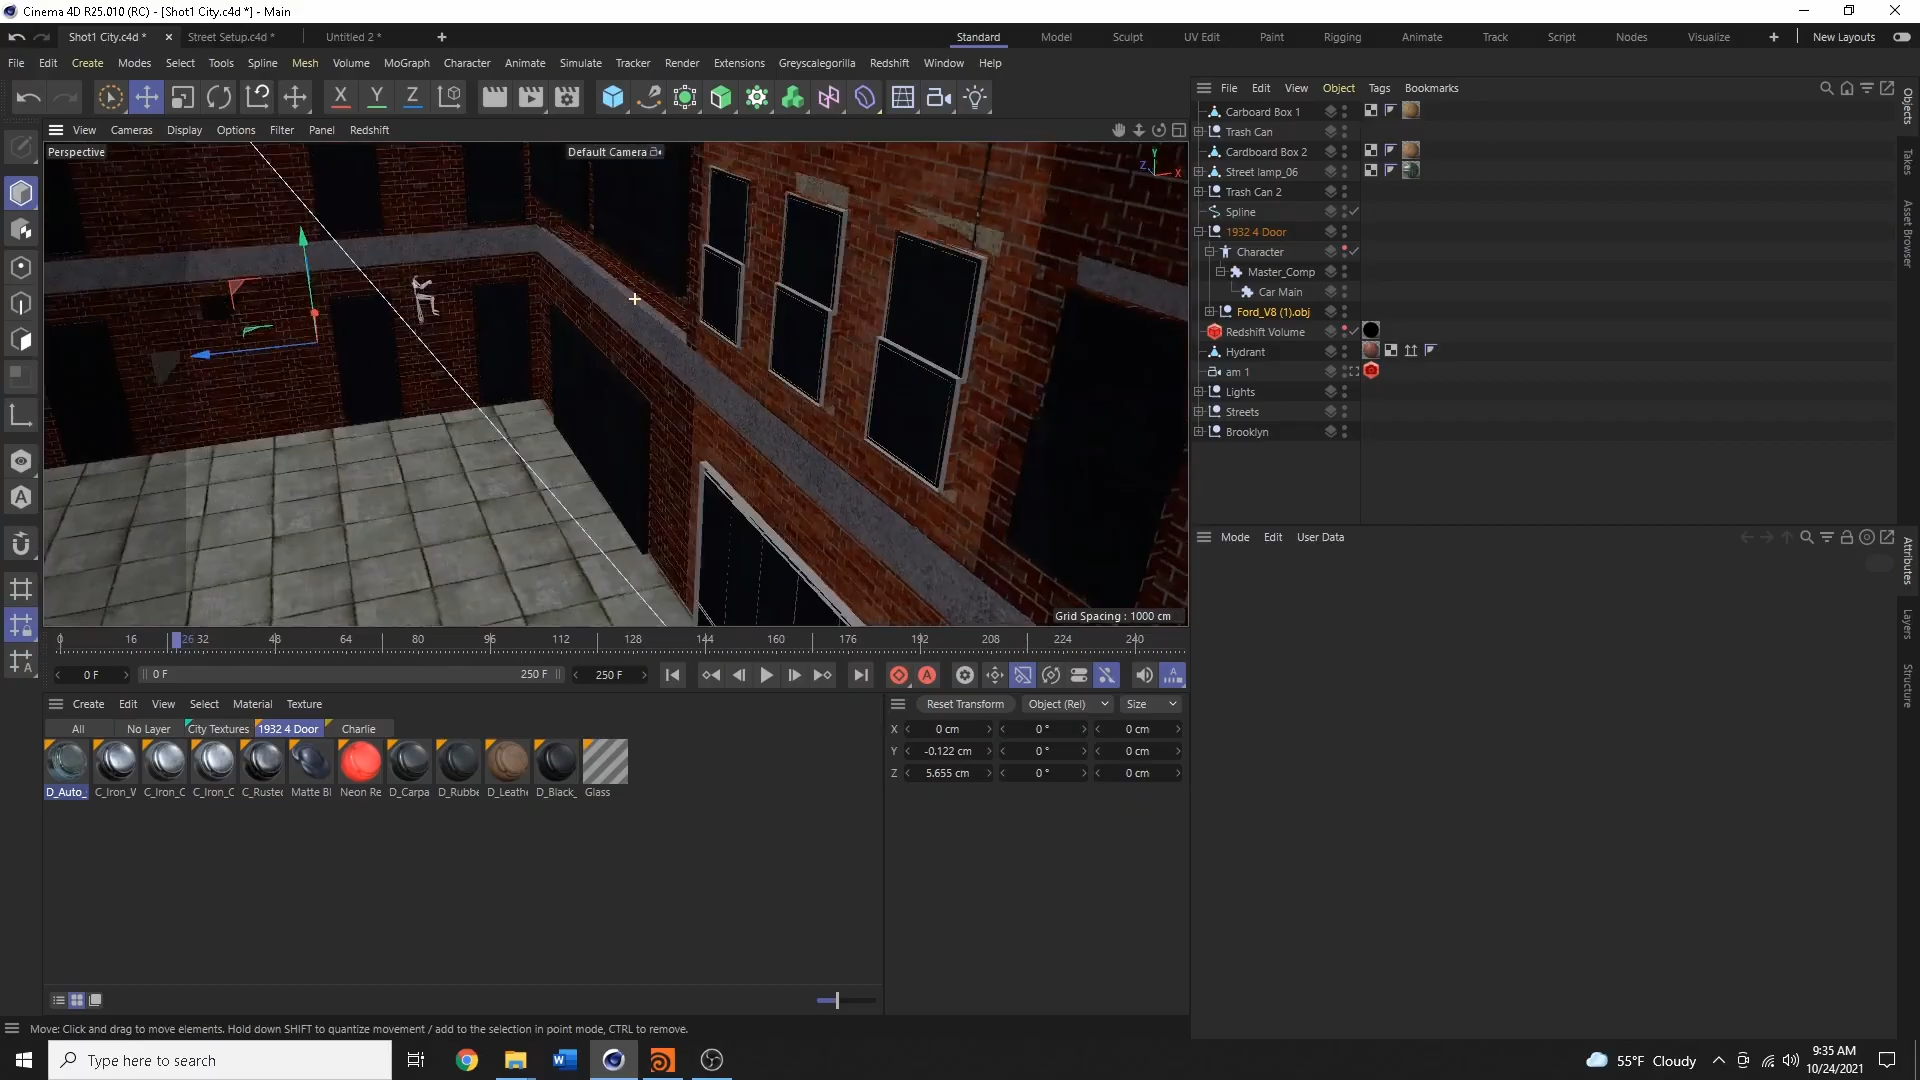 Cinema 4D R25.010 (RC) - [Shot1 City.c4d *] - Main
Shot1 City.c4d * Street Setup.c4d * Untitled 2 * Standard Model Sculpt UV Edit Paint Rigging Animate Track Script Nodes Visualize New Layouts
File Edit Create Modes Select Tools Spline Mesh Volume MoGraph Character Animate Simulate Tracker Render Extensions Greyscalegorilla Redshift Window Help
X Y Z
File Edit View Object Tags Bookmarks
View Cameras Display Options Filter Panel Redshift
Perspective Default Camera
Y
Z X
Carboard Box 1
Trash Can
Cardboard Box 2
Street lamp_06
Trash Can 2
Spline
1932 4 Door
Character
Master_Comp
Car Main
Ford_V8 (1).obj
Redshift Volume
Hydrant
am 1
Lights
Streets
Brooklyn
Objects
Takes
Asset Browser
Mode Edit User Data
Attributes
Layers
Structure
Grid Spacing : 1000 cm
0 16 26 32 48 64 80 96 112 128 144 160 176 192 208 224 240
0 F 0 F 250 F 250 F
Create Edit View Select Material Texture
All No Layer City Textures 1932 4 Door Charlie
D_Auto_ C_Iron_V C_Iron_C C_Iron_C C_Rusted Matte Bl Neon Re D_Carpa D_Rubbe D_Leathe D_Black_ Glass
Reset Transform Object (Rel) Size
X 0 cm 0 ° 0 cm
Y -0.122 cm 0 ° 0 cm
Z 5.655 cm 0 ° 0 cm
Move: Click and drag to move elements. Hold down SHIFT to quantize movement / add to the selection in point mode, CTRL to remove.
Type here to search
55°F Cloudy
9:35 AM
10/24/2021